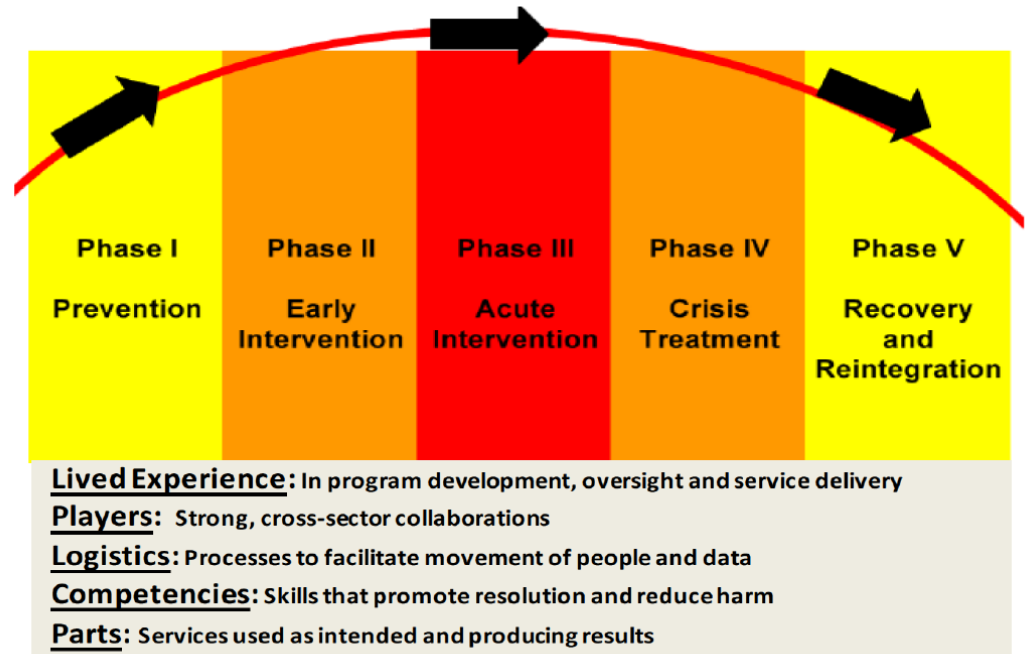 Phase I
Prevention
Phase II
Early
Intervention
Phase III
Acute
Intervention
Phase IV
Crisis
Treatment
Phase V
Recovery
and
Reintegration
Lived Experience: In program development, oversight and service delivery
Players: Strong, cross-sector collaborations
Logistics: Processes to facilitate movement of people and data
Competencies: Skills that promote resolution and reduce harm
Parts: Services used as intended and producing results